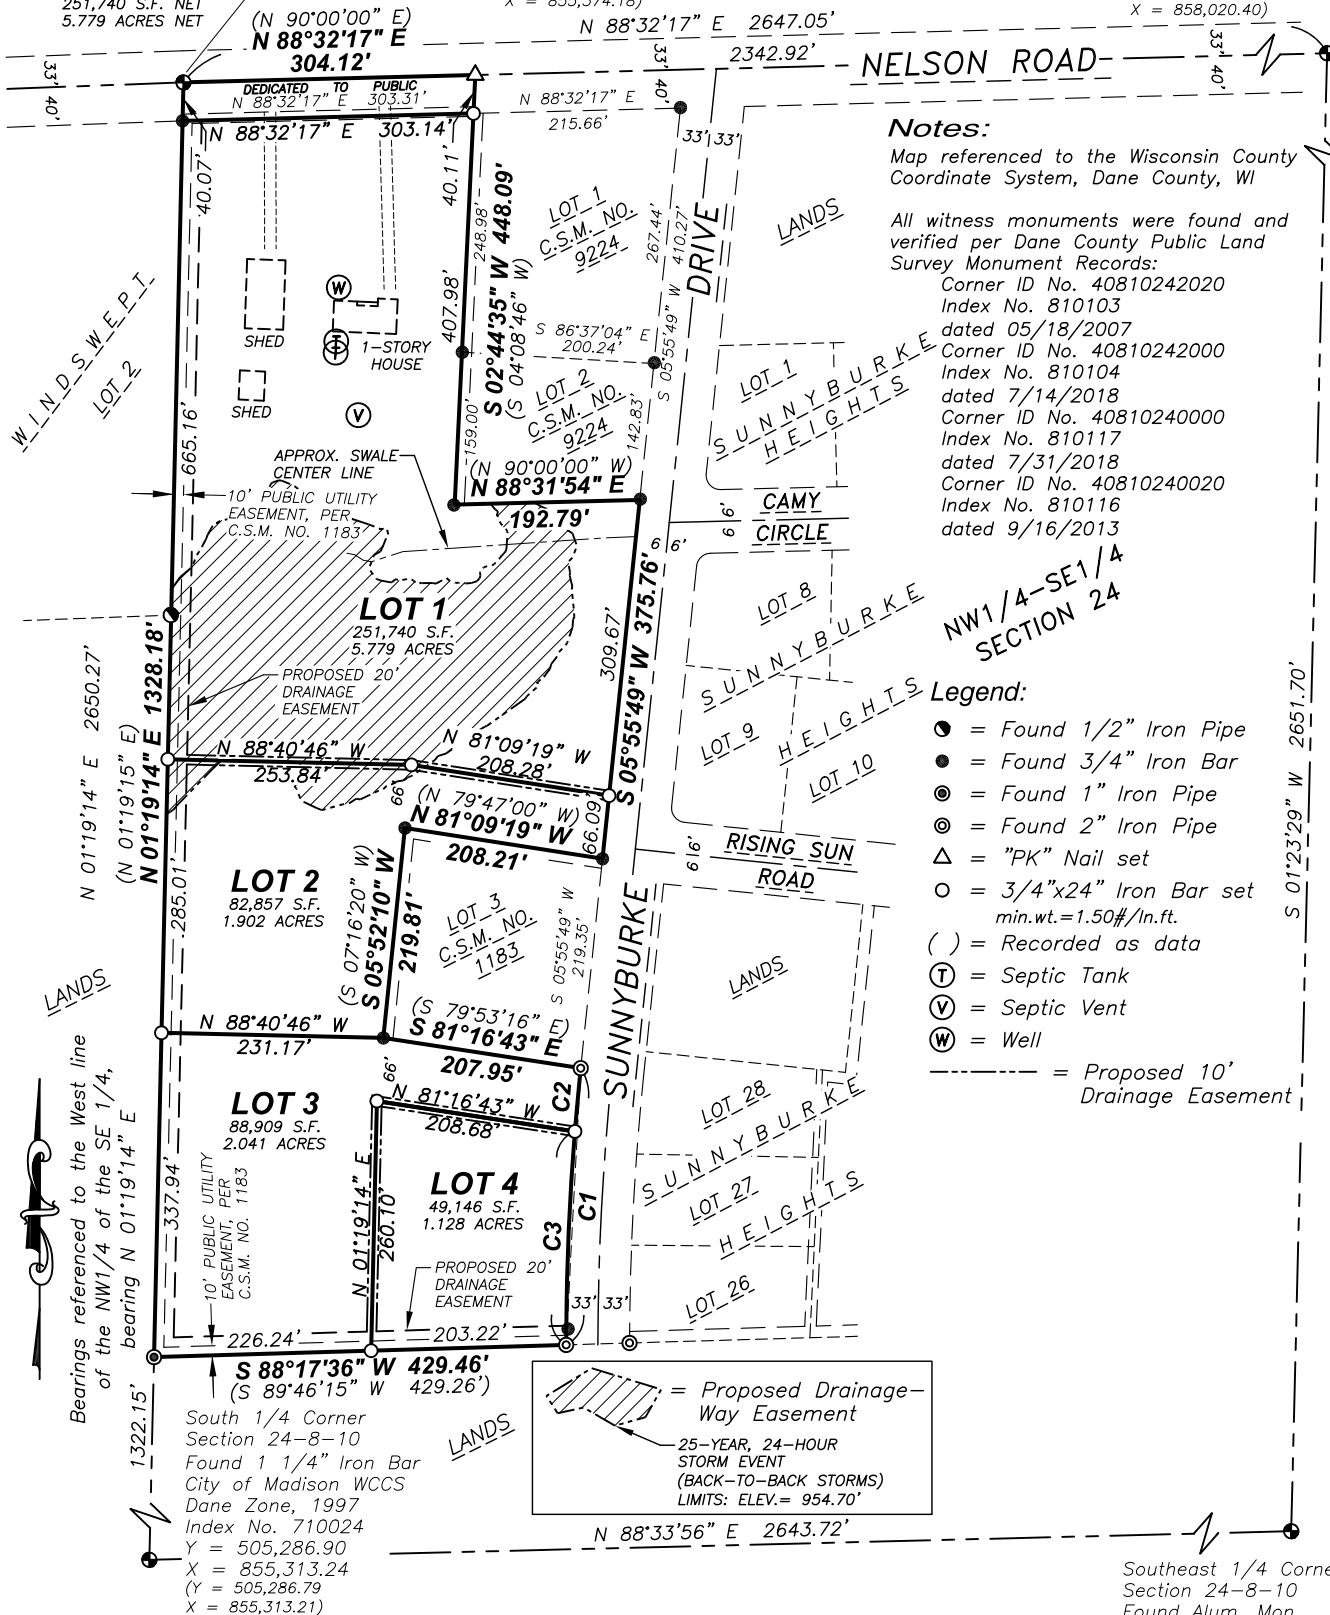 251,740 S.F. NET
5.779 ACRES NET
(N 90°00'00" E)
N 88°32'17" E
304.12'
N 88°32'17" E 2647.05'
2342.92'
X = 858,020.40)
NELSON ROAD
33'
40'
33'
40'
33'
40'
DEDICATED TO PUBLIC
N 88°32'17" E 303.31'
N 88°32'17" E 303.14'
N 88°32'17" E
215.66'
33' 33'
40.07'
40.11'
248.98'
407.98'
S 02°44'35" W 448.09'
(S 04°08'46" W)
LOT 1
C.S.M. NO.
9224
267.44'
410.27'
S 05°55'49" W
DRIVE
LANDS
Notes:
Map referenced to the Wisconsin County
Coordinate System, Dane County, WI
All witness monuments were found and
verified per Dane County Public Land
Survey Monument Records:
Corner ID No. 40810242020
Index No. 810103
dated 05/18/2007
Corner ID No. 40810242000
Index No. 810104
dated 7/14/2018
Corner ID No. 40810240000
Index No. 810117
dated 7/31/2018
Corner ID No. 40810240020
Index No. 810116
dated 9/16/2013
WINDSWEPT
LOT 2
W
SHED
T
T
1-STORY
HOUSE
SHED
V
S 86°37'04" E
200.24'
LOT 2
C.S.M. NO.
9224
159.00'
142.83'
LOT 1
SUNNYBURKE
HEIGHTS
665.16'
APPROX. SWALE
CENTER LINE
10' PUBLIC UTILITY
EASEMENT, PER
C.S.M. NO. 1183
(N 90°00'00" W)
N 88°31'54" E
192.79'
CAMY
CIRCLE
6'
6'
6'
6'
LOT 1
251,740 S.F.
5.779 ACRES
309.67'
S 05°55'49" W 375.76'
LOT 8
SUNNYBURKE
HEIGHTS
LOT 9
LOT 10
NW1/4-SE1/4
SECTION 24
PROPOSED 20'
DRAINAGE
EASEMENT
N 01°19'14" E 2650.27'
(N 01°19'15" E)
N 01°19'14" E 1328.18'
N 88°40'46" W
253.84'
N 81°09'19" W
208.28'
66'
66.09'
(N 79°47'00" W)
N 81°09'19" W
208.21'
6'
6'
RISING SUN
ROAD
S 01°23'29" W 2651.70'
Legend:
= Found 1/2" Iron Pipe
= Found 3/4" Iron Bar
= Found 1" Iron Pipe
= Found 2" Iron Pipe
= "PK" Nail set
= 3/4"x24" Iron Bar set
min.wt.=1.50#/ln.ft.
( ) = Recorded as data
T = Septic Tank
V = Septic Vent
W = Well
= Proposed 10'
Drainage Easement
285.01'
LOT 2
82,857 S.F.
1.902 ACRES
(S 07°16'20" W)
S 05°52'10" W
219.81'
LOT 3
C.S.M. NO.
1183
S 05°55'49" W
219.35'
SUNNYBURKE
LANDS
LANDS
N 88°40'46" W
231.17'
(S 79°53'16" E)
S 81°16'43" E
207.95'
66'
C2
N 81°16'43" W
208.68'
LOT 3
88,909 S.F.
2.041 ACRES
337.94'
10' PUBLIC UTILITY
EASEMENT, PER
C.S.M. NO. 1183
N 01°19'14" E
260.10'
LOT 4
49,146 S.F.
1.128 ACRES
C1
C3
PROPOSED 20'
DRAINAGE
EASEMENT
33' 33'
LOT 28
SUNNYBURKE
LOT 27
HEIGHTS
LOT 26
Bearings referenced to the West line
of the NW1/4 of the SE 1/4,
bearing N 01°19'14" E
226.24'
203.22'
S 88°17'36" W 429.46'
(S 89°46'15" W 429.26')
1322.15'
South 1/4 Corner
Section 24-8-10
Found 1 1/4" Iron Bar
City of Madison WCCS
Dane Zone, 1997
Index No. 710024
Y = 505,286.90
X = 855,313.24
(Y = 505,286.79
X = 855,313.21)
LANDS
= Proposed Drainage-
Way Easement
25-YEAR, 24-HOUR
STORM EVENT
(BACK-TO-BACK STORMS)
LIMITS: ELEV.= 954.70'
N 88°33'56" E 2643.72'
Southeast 1/4 Corne
Section 24-8-10
Found Alum. Mon.